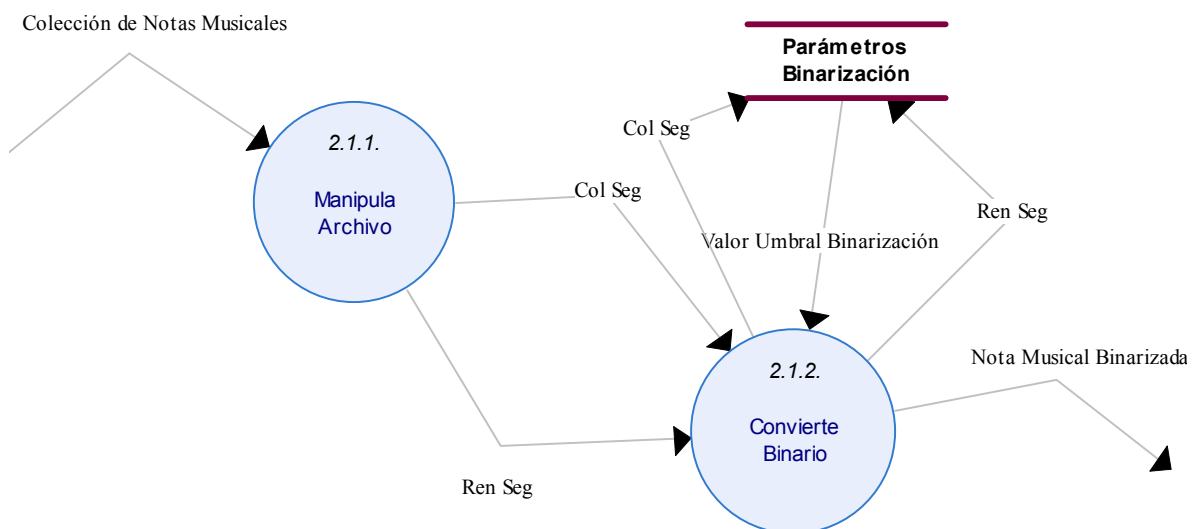 Colección de Notas Musicales
Parámetros
Binarización
2.1.1.
Manipula
Archivo
Col Seg
Col Seg
Ren Seg
Valor Umbral Binarización
Nota Musical Binarizada
2.1.2.
Convierte
Binario
Ren Seg